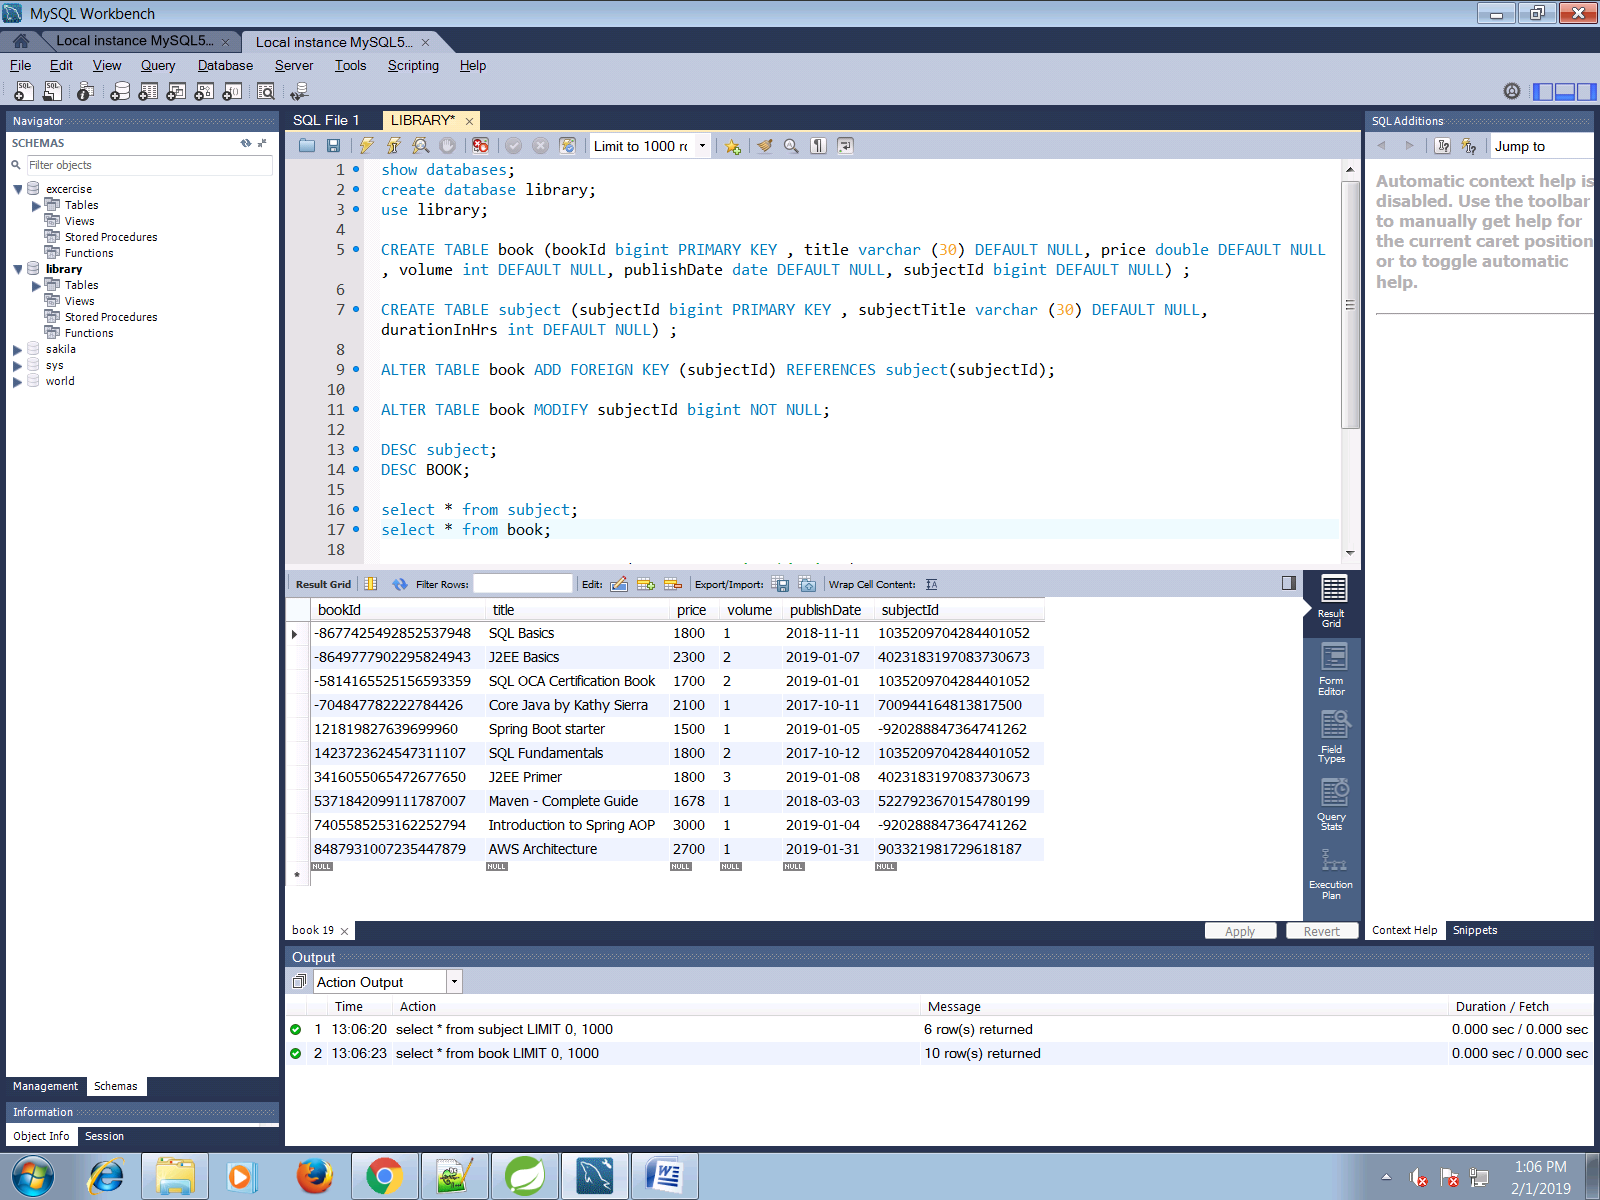 MySQL Workbench
Local instance MySQL5... × Local instance MySQL5... ×
File Edit View Query Database Server Tools Scripting Help
Navigator
SCHEMAS
Filter objects
excercise
Tables
Views
Stored Procedures
Functions
library
Tables
Views
Stored Procedures
Functions
sakila
sys
world
Management Schemas
Information
Object Info Session
SQL File 1 LIBRARY* ×
Limit to 1000 rc
1 show databases;
2 create database library;
3 use library;
4
5 CREATE TABLE book (bookId bigint PRIMARY KEY , title varchar (30) DEFAULT NULL, price double DEFAULT NULL
, volume int DEFAULT NULL, publishDate date DEFAULT NULL, subjectId bigint DEFAULT NULL) ;
6
7 CREATE TABLE subject (subjectId bigint PRIMARY KEY , subjectTitle varchar (30) DEFAULT NULL,
durationInHrs int DEFAULT NULL) ;
8
9 ALTER TABLE book ADD FOREIGN KEY (subjectId) REFERENCES subject(subjectId);
10
11 ALTER TABLE book MODIFY subjectId bigint NOT NULL;
12
13 DESC subject;
14 DESC BOOK;
15
16 select * from subject;
17 select * from book;
18
Result Grid Filter Rows: Edit: Export/Import: Wrap Cell Content:
bookId title price volume publishDate subjectId
-8677425492852537948 SQL Basics 1800 1 2018-11-11 1035209704284401052
-8649777902295824943 J2EE Basics 2300 2 2019-01-07 4023183197083730673
-5814165525156593359 SQL OCA Certification Book 1700 2 2019-01-01 1035209704284401052
-704847782222784426 Core Java by Kathy Sierra 2100 1 2017-10-11 700944164813817500
121819827639699960 Spring Boot starter 1500 1 2019-01-05 -920288847364741262
1423723624547311107 SQL Fundamentals 1800 2 2017-10-12 1035209704284401052
3416055065472677650 J2EE Primer 1800 3 2019-01-08 4023183197083730673
5371842099111787007 Maven - Complete Guide 1678 1 2018-03-03 5227923670154780199
7405585253162252794 Introduction to Spring AOP 3000 1 2019-01-04 -920288847364741262
8487931007235447879 AWS Architecture 2700 1 2019-01-31 903321981729618187
NULL NULL NULL NULL NULL NULL
Result
Grid
Form
Editor
Field
Types
Query
Stats
Execution
Plan
book 19 × Apply Revert
SQL Additions
Jump to
Automatic context help is
disabled. Use the toolbar
to manually get help for
the current caret position
or to toggle automatic
help.
Context Help Snippets
Output
Action Output
Time Action Message Duration / Fetch
1 13:06:20 select * from subject LIMIT 0, 1000 6 row(s) returned 0.000 sec / 0.000 sec
2 13:06:23 select * from book LIMIT 0, 1000 10 row(s) returned 0.000 sec / 0.000 sec
1:06 PM
2/1/2019